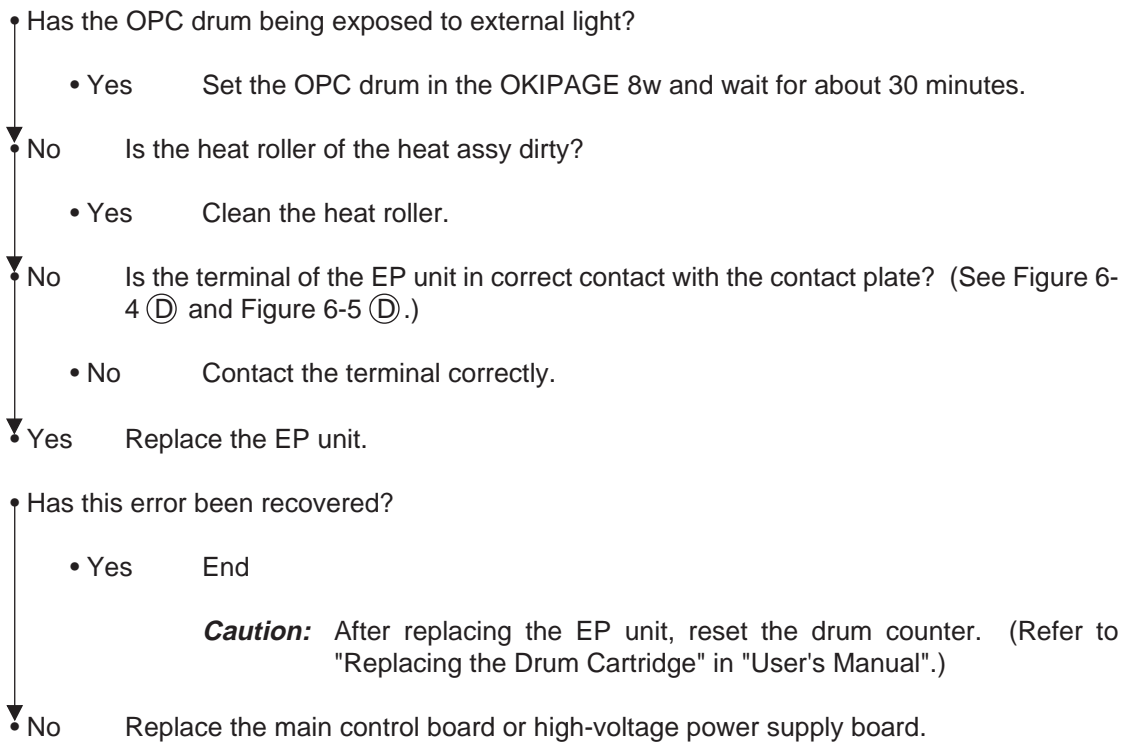 • Has the OPC drum being exposed to external light?
• Yes Set the OPC drum in the OKIPAGE 8w and wait for about 30 minutes.
• No Is the heat roller of the heat assy dirty?
• Yes Clean the heat roller.
• No Is the terminal of the EP unit in correct contact with the contact plate? (See Figure 6-
4 Ⓓ and Figure 6-5 Ⓓ.)
• No Contact the terminal correctly.
• Yes Replace the EP unit.
• Has this error been recovered?
• Yes End
Caution: After replacing the EP unit, reset the drum counter. (Refer to
"Replacing the Drum Cartridge" in "User's Manual".)
• No Replace the main control board or high-voltage power supply board.